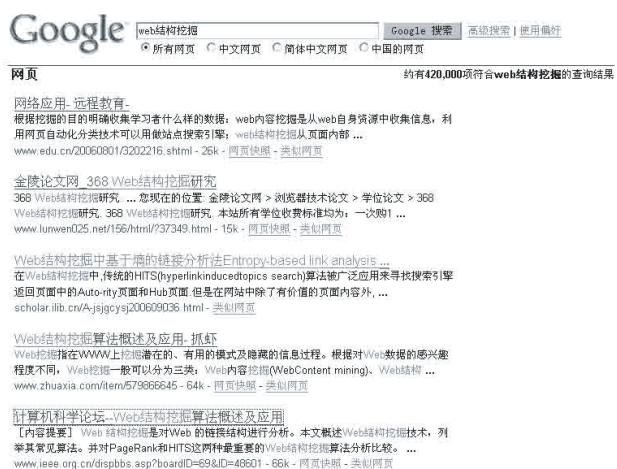 Google web结构挖掘 Google 搜索 高级搜索 | 使用偏好
所有网页 中文网页 简体中文网页 中国的网页
网页 约有420,000项符合web结构挖掘的查询结果
网络应用- 远程教育-
根据挖掘的目的明确收集学习者什么样的数据：web内容挖掘是从web自身资源中收集信息，利
用网页自动化分类技术可以用做站点搜索引擎；web结构挖掘从页面内部 ...
www.edu.cn/20060801/3202216.shtml - 26k - 网页快照 - 类似网页
金陵论文网_368 Web结构挖掘研究
368 Web结构挖掘研究. ... 您现在的位置: 金陵论文网 > 浏览器技术论文 > 学位论文 > 368
Web结构挖掘研究. 368 Web结构挖掘研究. 本站所有学位收费标准均为：一次购1 ...
www.lunwen025.net/156/html/?37349.html - 15k - 网页快照 - 类似网页
Web结构挖掘中基于熵的链接分析法Entropy-based link analysis ...
在Web结构挖掘中,传统的HITS(hyperlinkinducedtopics search)算法被广泛应用来寻找搜索引擎
返回页面中的Auto-rity页面和Hub页面.但是在网站中除了有价值的页面内容外, ...
scholar.ilib.cn/A-jsjgcysj200609036.html - 类似网页
Web结构挖掘算法概述及应用- 抓虾
Web挖掘指在WWW上挖掘潜在的、有用的模式及隐藏的信息过程。根据对Web数据的感兴趣
程度不同，Web挖掘一般可以分为三类：Web内容挖掘(WebContent mining)、Web结构 ...
www.zhuaxia.com/item/579866645 - 64k - 网页快照 - 类似网页
计算机科学论坛--Web结构挖掘算法概述及应用
[内容提要] Web 结构挖掘是对Web 的链接结构进行分析。本文概述Web结构挖掘技术，列
举其常见算法。并对PageRank和HITS这两种最重要的Web结构挖掘算法分析比较。 ...
www.ieee.org.cn/dispbbs.asp?boardID=69&ID=48601 - 66k - 网页快照 - 类似网页